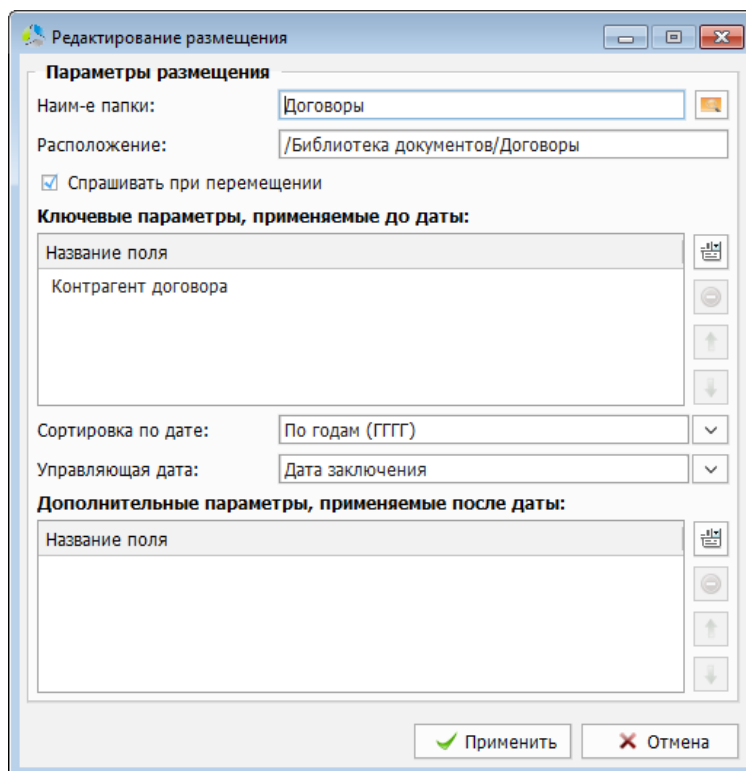 Редактирование размещения
Параметры размещения
Наим-е папки: Договоры
Расположение: /Библиотека документов/Договоры
Спрашивать при перемещении
Ключевые параметры, применяемые до даты:
Название поля
Контрагент договора
Сортировка по дате: По годам (ГГГГ)
Управляющая дата: Дата заключения
Дополнительные параметры, применяемые после даты:
Название поля
Применить Отмена